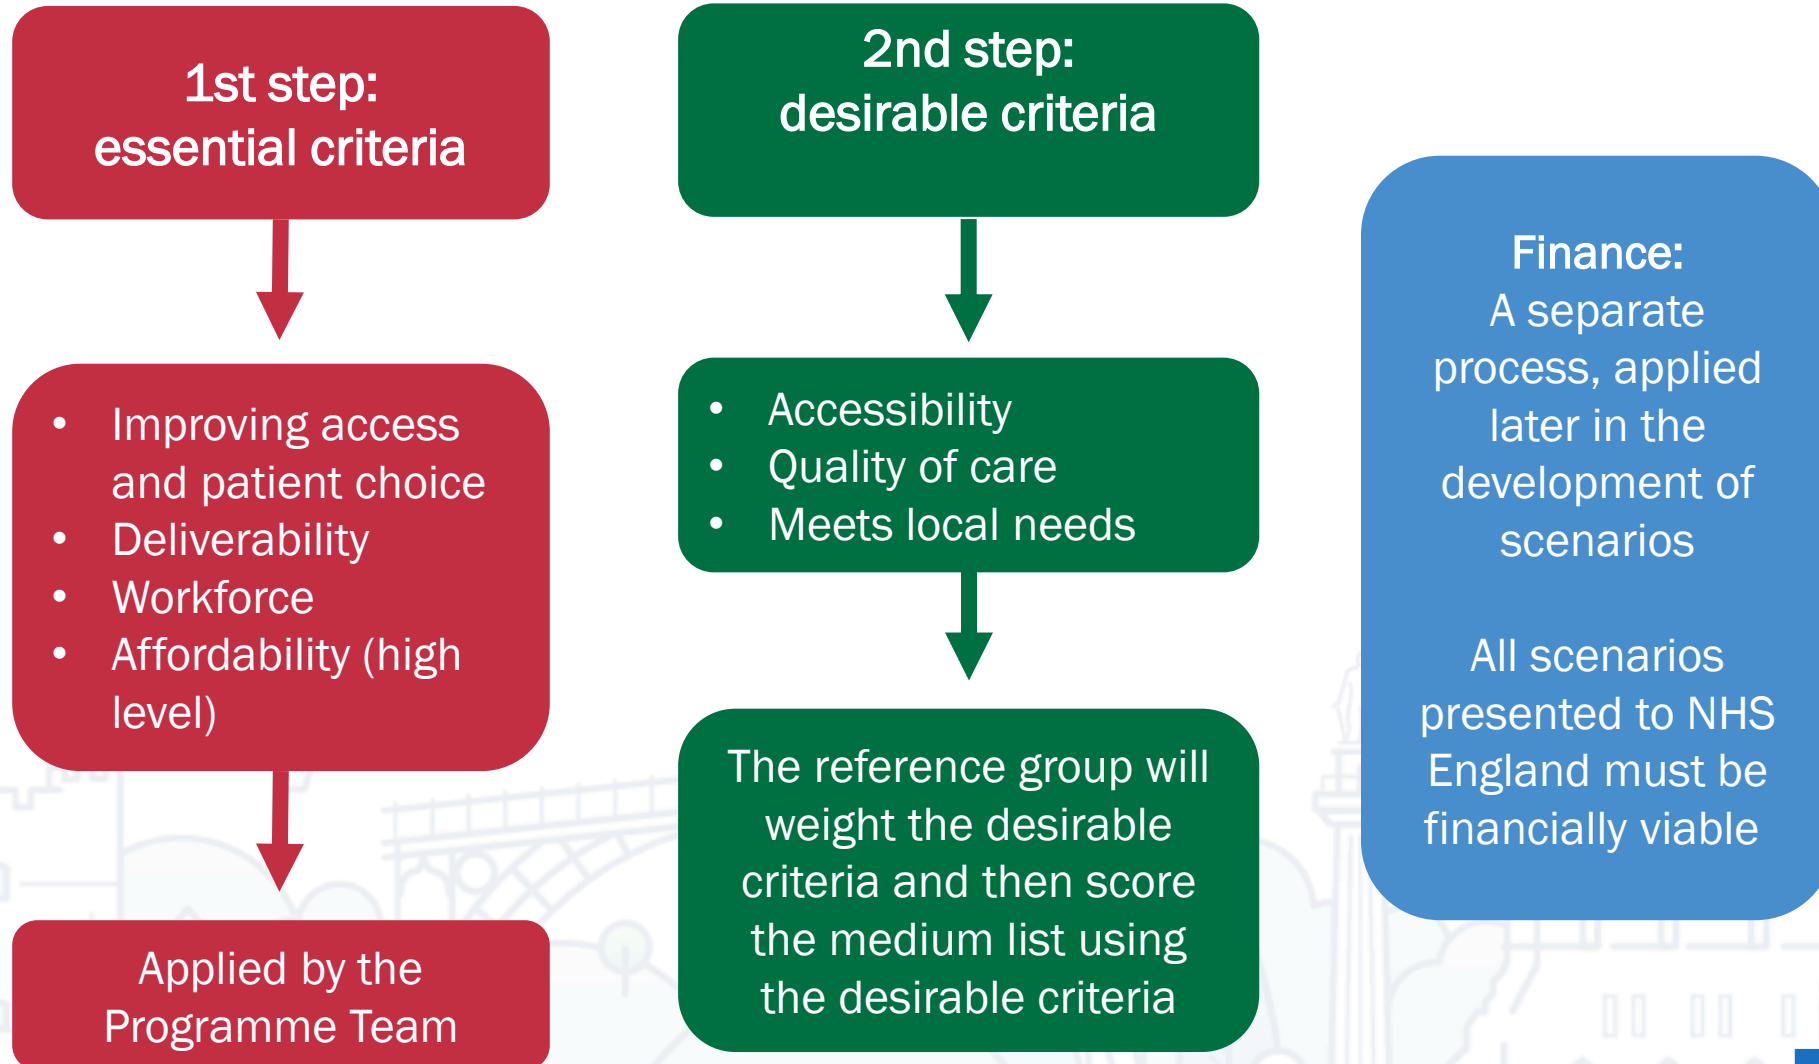 1st step:
essential criteria
• Improving access
and patient choice
• Deliverability
• Workforce
• Affordability (high
level)
Applied by the
Programme Team
2nd step:
desirable criteria
• Accessibility
• Quality of care
• Meets local needs
The reference group will
weight the desirable
criteria and then score
the medium list using
the desirable criteria
Finance:
A separate
process, applied
later in the
development of
scenarios
All scenarios
presented to NHS
England must be
financially viable